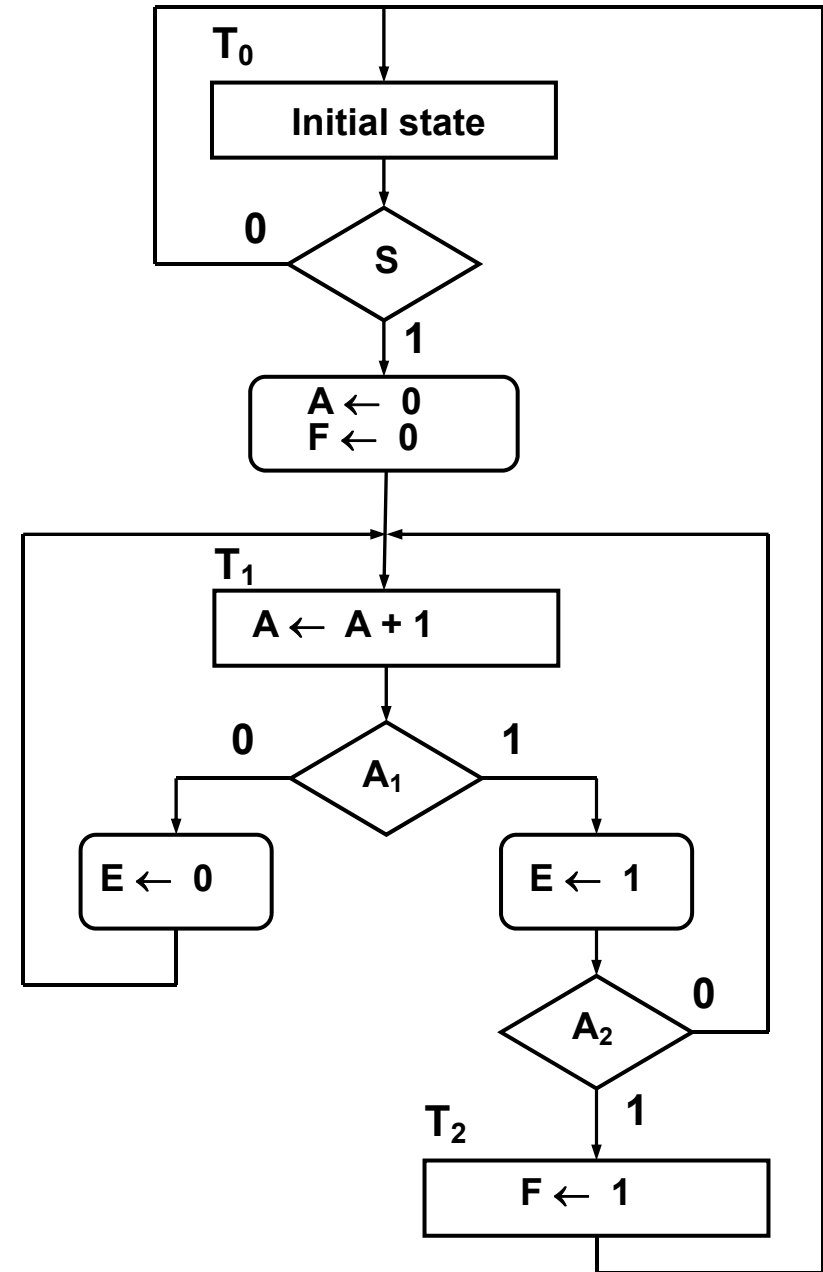 T₀
Initial state
0
S
1
A ← 0
F ← 0
T₁
A ← A + 1
0
1
A₁
E ← 0
E ← 1
0
A₂
1
T₂
F ← 1